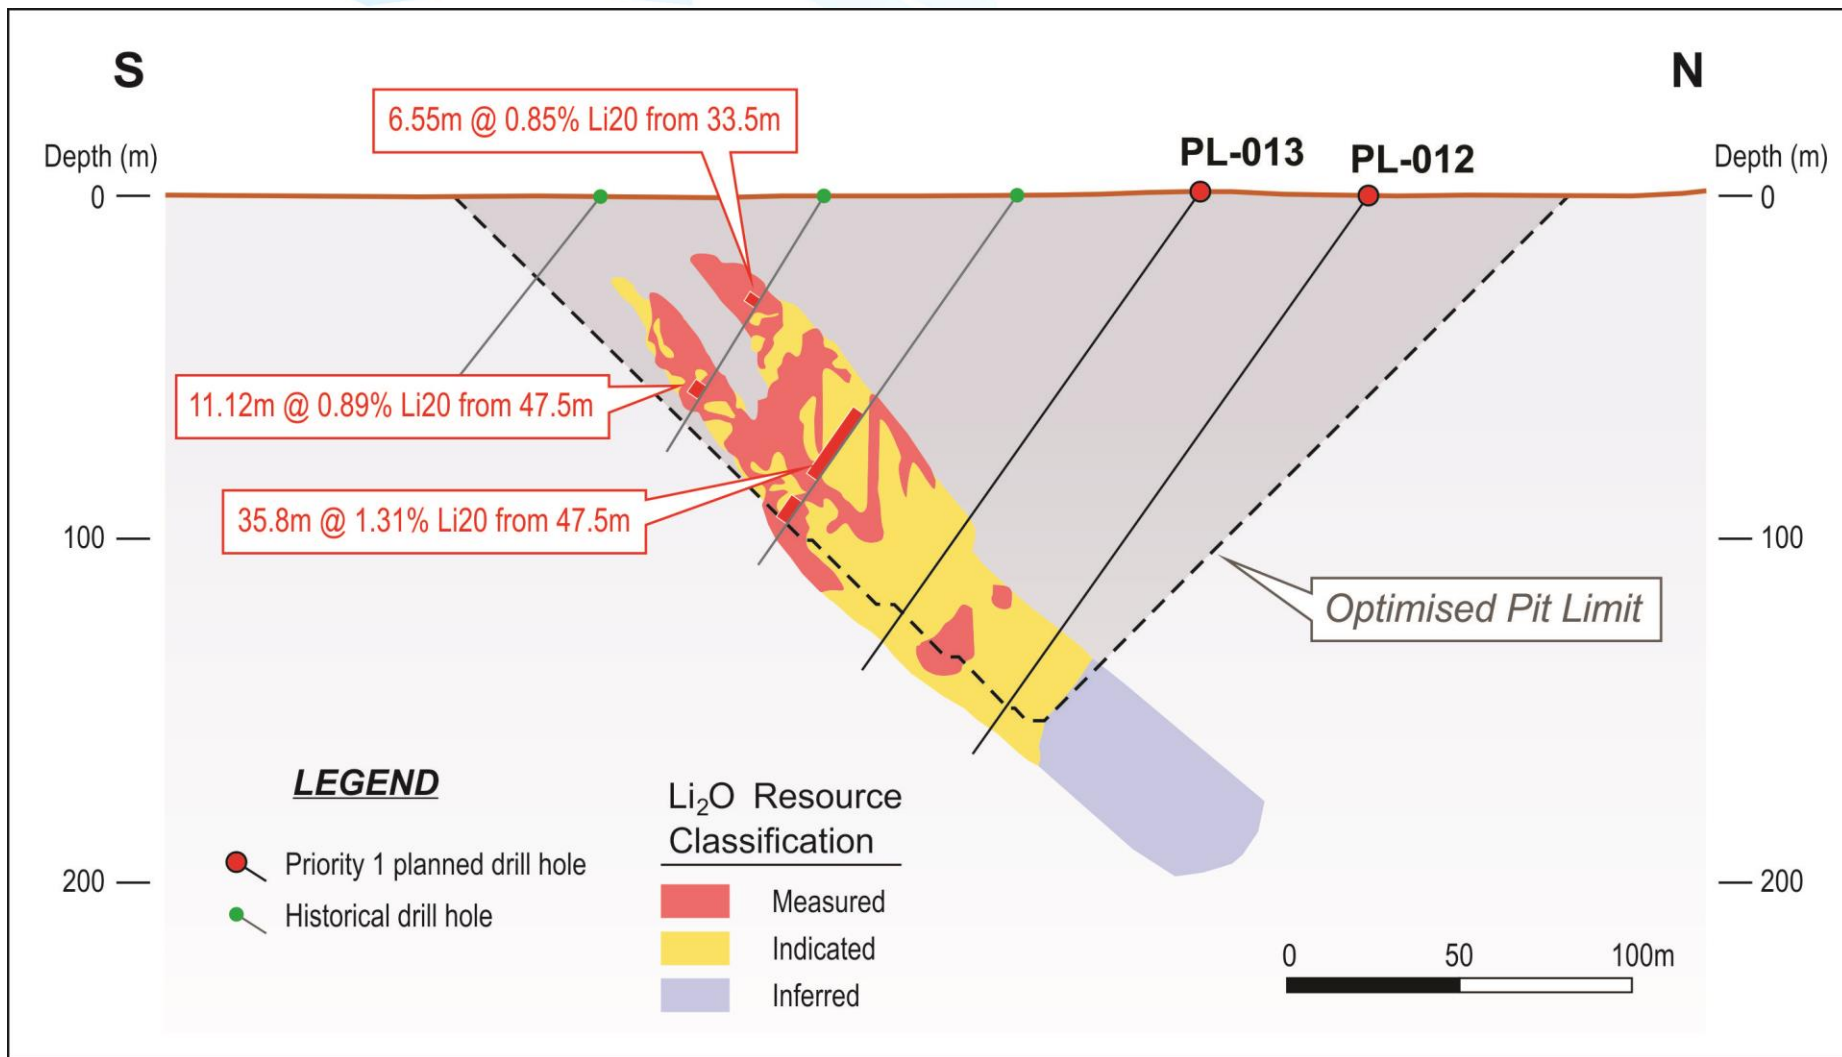 S
N
6.55m @ 0.85% Li20 from 33.5m
PL-013
PL-012
Depth (m)
Depth (m)
0
0
11.12m @ 0.89% Li20 from 47.5m
35.8m @ 1.31% Li20 from 47.5m
100
100
Optimised Pit Limit
LEGEND
Priority 1 planned drill hole
Historical drill hole
Li₂O Resource
Classification
Measured
Indicated
Inferred
200
200
0 50 100m